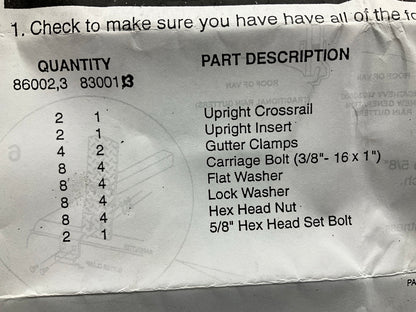 1. Check to make sure you have have all of the
QUANTITY PART DESCRIPTION
86002,3 83001,3
2 1 Upright Crossrail
2 1 Upright Insert
4 2 Gutter Clamps
8 4 Carriage Bolt (3/8"- 16 x 1")
8 4 Flat Washer
8 4 Lock Washer
8 4 Hex Head Nut
2 1 5/8" Hex Head Set Bolt